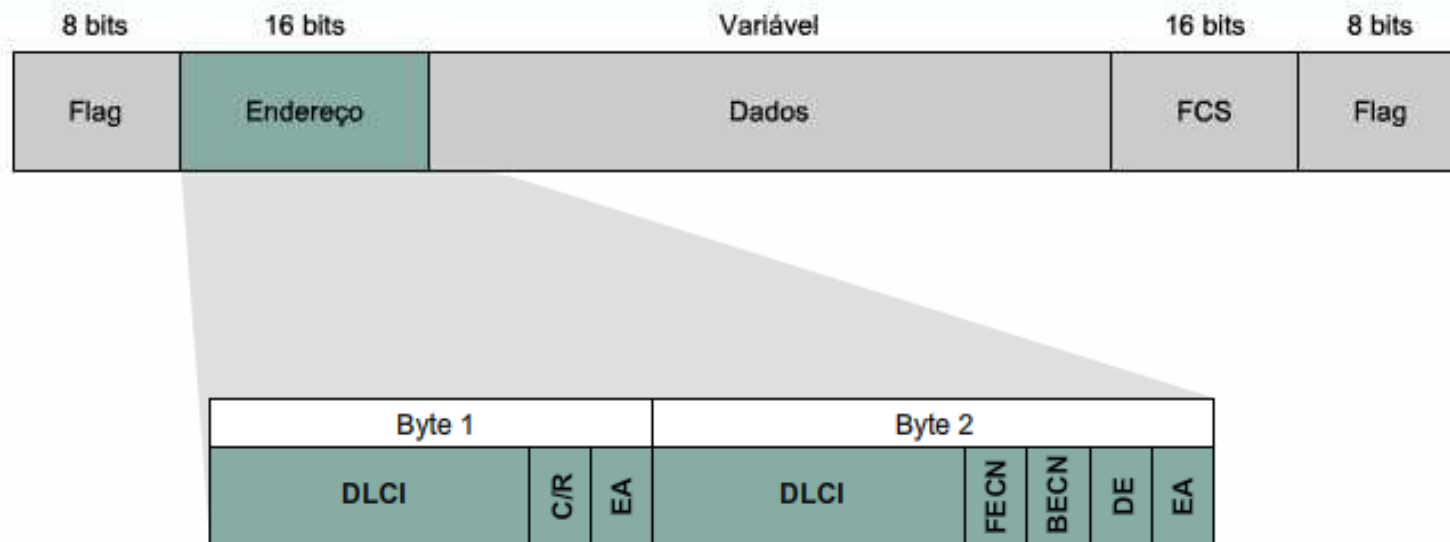 8 bits 16 bits Variável 16 bits 8 bits
Flag Endereço Dados FCS Flag
Byte 1 Byte 2
DLCI C/R EA DLCI FECN BECN DE EA